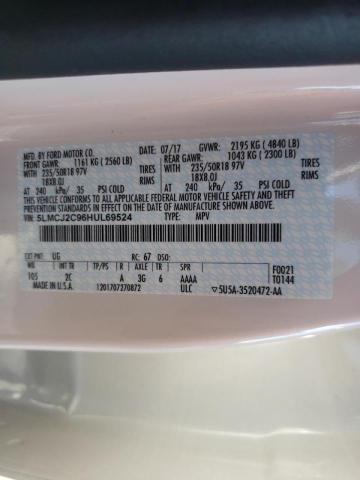 MFD. BY FORD MOTOR CO.
DATE: 07/17 GVWR: 2195 KG ( 4840 LB)
FRONT GAWR: 1161 KG ( 2560 LB) REAR GAWR: 1043 KG ( 2300 LB)
WITH 235/50R18 97V TIRES WITH 235/50R18 97V TIRES
18X8.0J RIMS 18X8.0J RIMS
AT 240 kPa/ 35 PSI COLD AT 240 kPa/ 35 PSI COLD
THIS VEHICLE CONFORMS TO ALL APPLICABLE FEDERAL MOTOR VEHICLE
SAFETY, BUMPER, AND THEFT PREVENTION STANDARDS IN EFFECT ON THE DATE
OF MANUFACTURE SHOWN ABOVE.
VIN: 5LMCJ2C96HUL69524 TYPE: MPV
EXT PNT: UG RC: 67 DSO: F0021
WB BRK INT TR TP/PS R AXLE TR SPR T0144
105 2C A 3G 6 AAAA
MADE IN U.S.A. 1201707270872 ULC 5U5A-3520472-AA